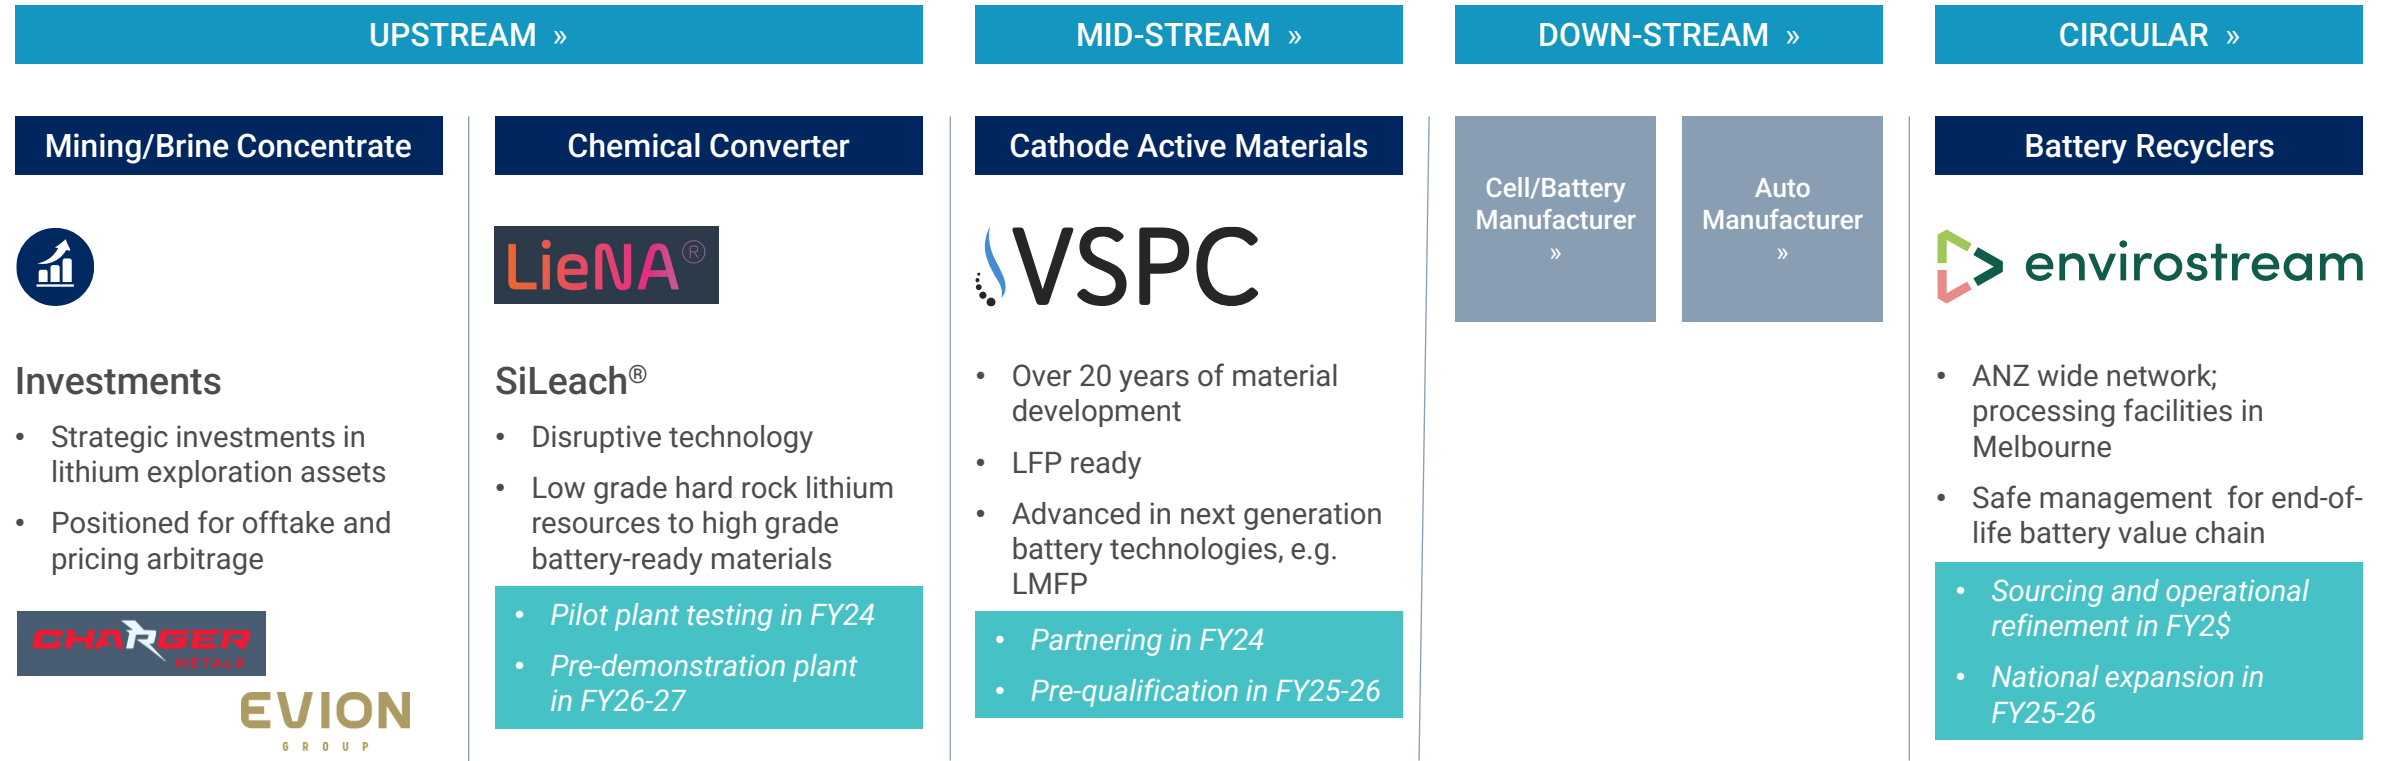 UPSTREAM »
MID-STREAM »
DOWN-STREAM »
CIRCULAR »
Mining/Brine Concentrate
Investments
• Strategic investments in
lithium exploration assets
• Positioned for offtake and
pricing arbitrage
CHARGER
METALS
EVION
GROUP
Chemical Converter
LieNA®
SiLeach®
• Disruptive technology
• Low grade hard rock lithium
resources to high grade
battery-ready materials
• Pilot plant testing in FY24
• Pre-demonstration plant
in FY26-27
Cathode Active Materials
VSPC
• Over 20 years of material
development
• LFP ready
• Advanced in next generation
battery technologies, e.g.
LMFP
• Partnering in FY24
• Pre-qualification in FY25-26
Cell/Battery
Manufacturer
»
Auto
Manufacturer
»
Battery Recyclers
envirostream
• ANZ wide network;
processing facilities in
Melbourne
• Safe management  for end-of-
life battery value chain
• Sourcing and operational
refinement in FY2$
• National expansion in
FY25-26